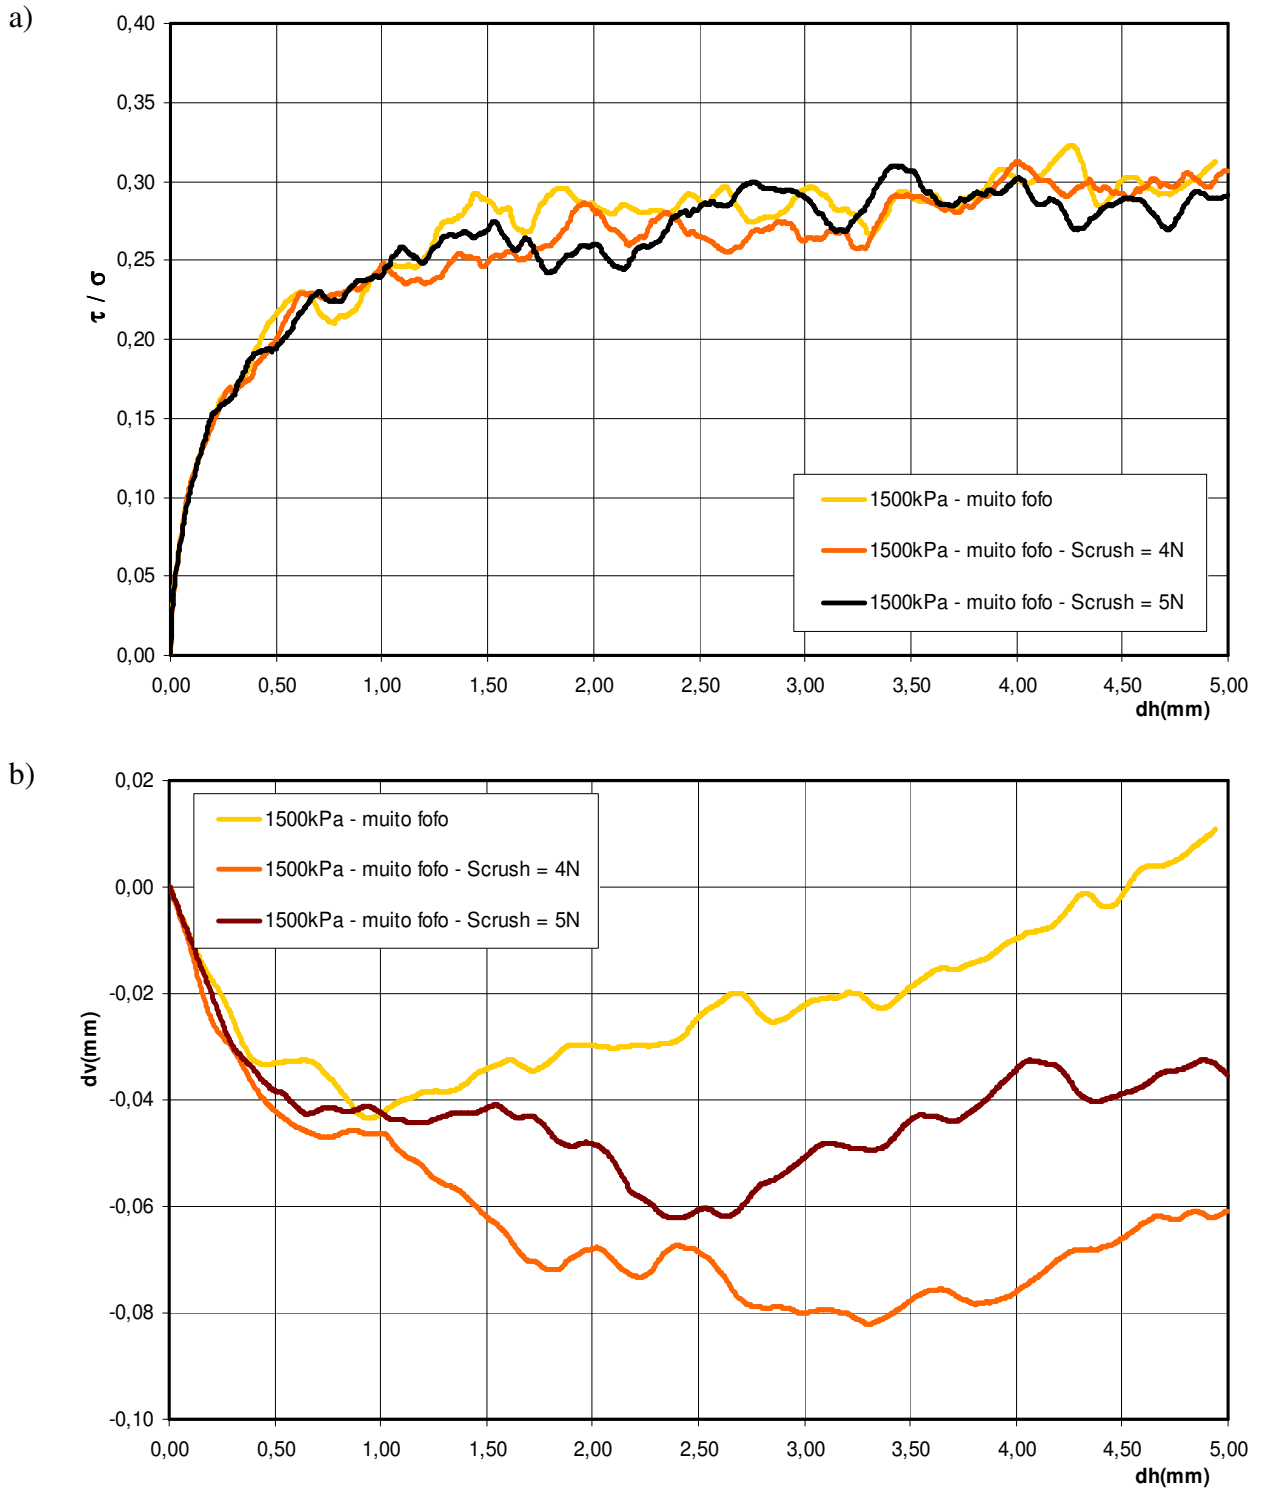 a)
0,40
0,35
0,30
0,25
0,20
0,15
0,10
0,05
0,00
τ / σ
1500kPa - muito fofo
1500kPa - muito fofo - Scrush = 4N
1500kPa - muito fofo - Scrush = 5N
0,00 0,50 1,00 1,50 2,00 2,50 3,00 3,50 4,00 4,50 5,00
dh(mm)
b)
0,02
0,00
-0,02
-0,04
-0,06
-0,08
-0,10
dv(mm)
1500kPa - muito fofo
1500kPa - muito fofo - Scrush = 4N
1500kPa - muito fofo - Scrush = 5N
0,00 0,50 1,00 1,50 2,00 2,50 3,00 3,50 4,00 4,50 5,00
dh(mm)